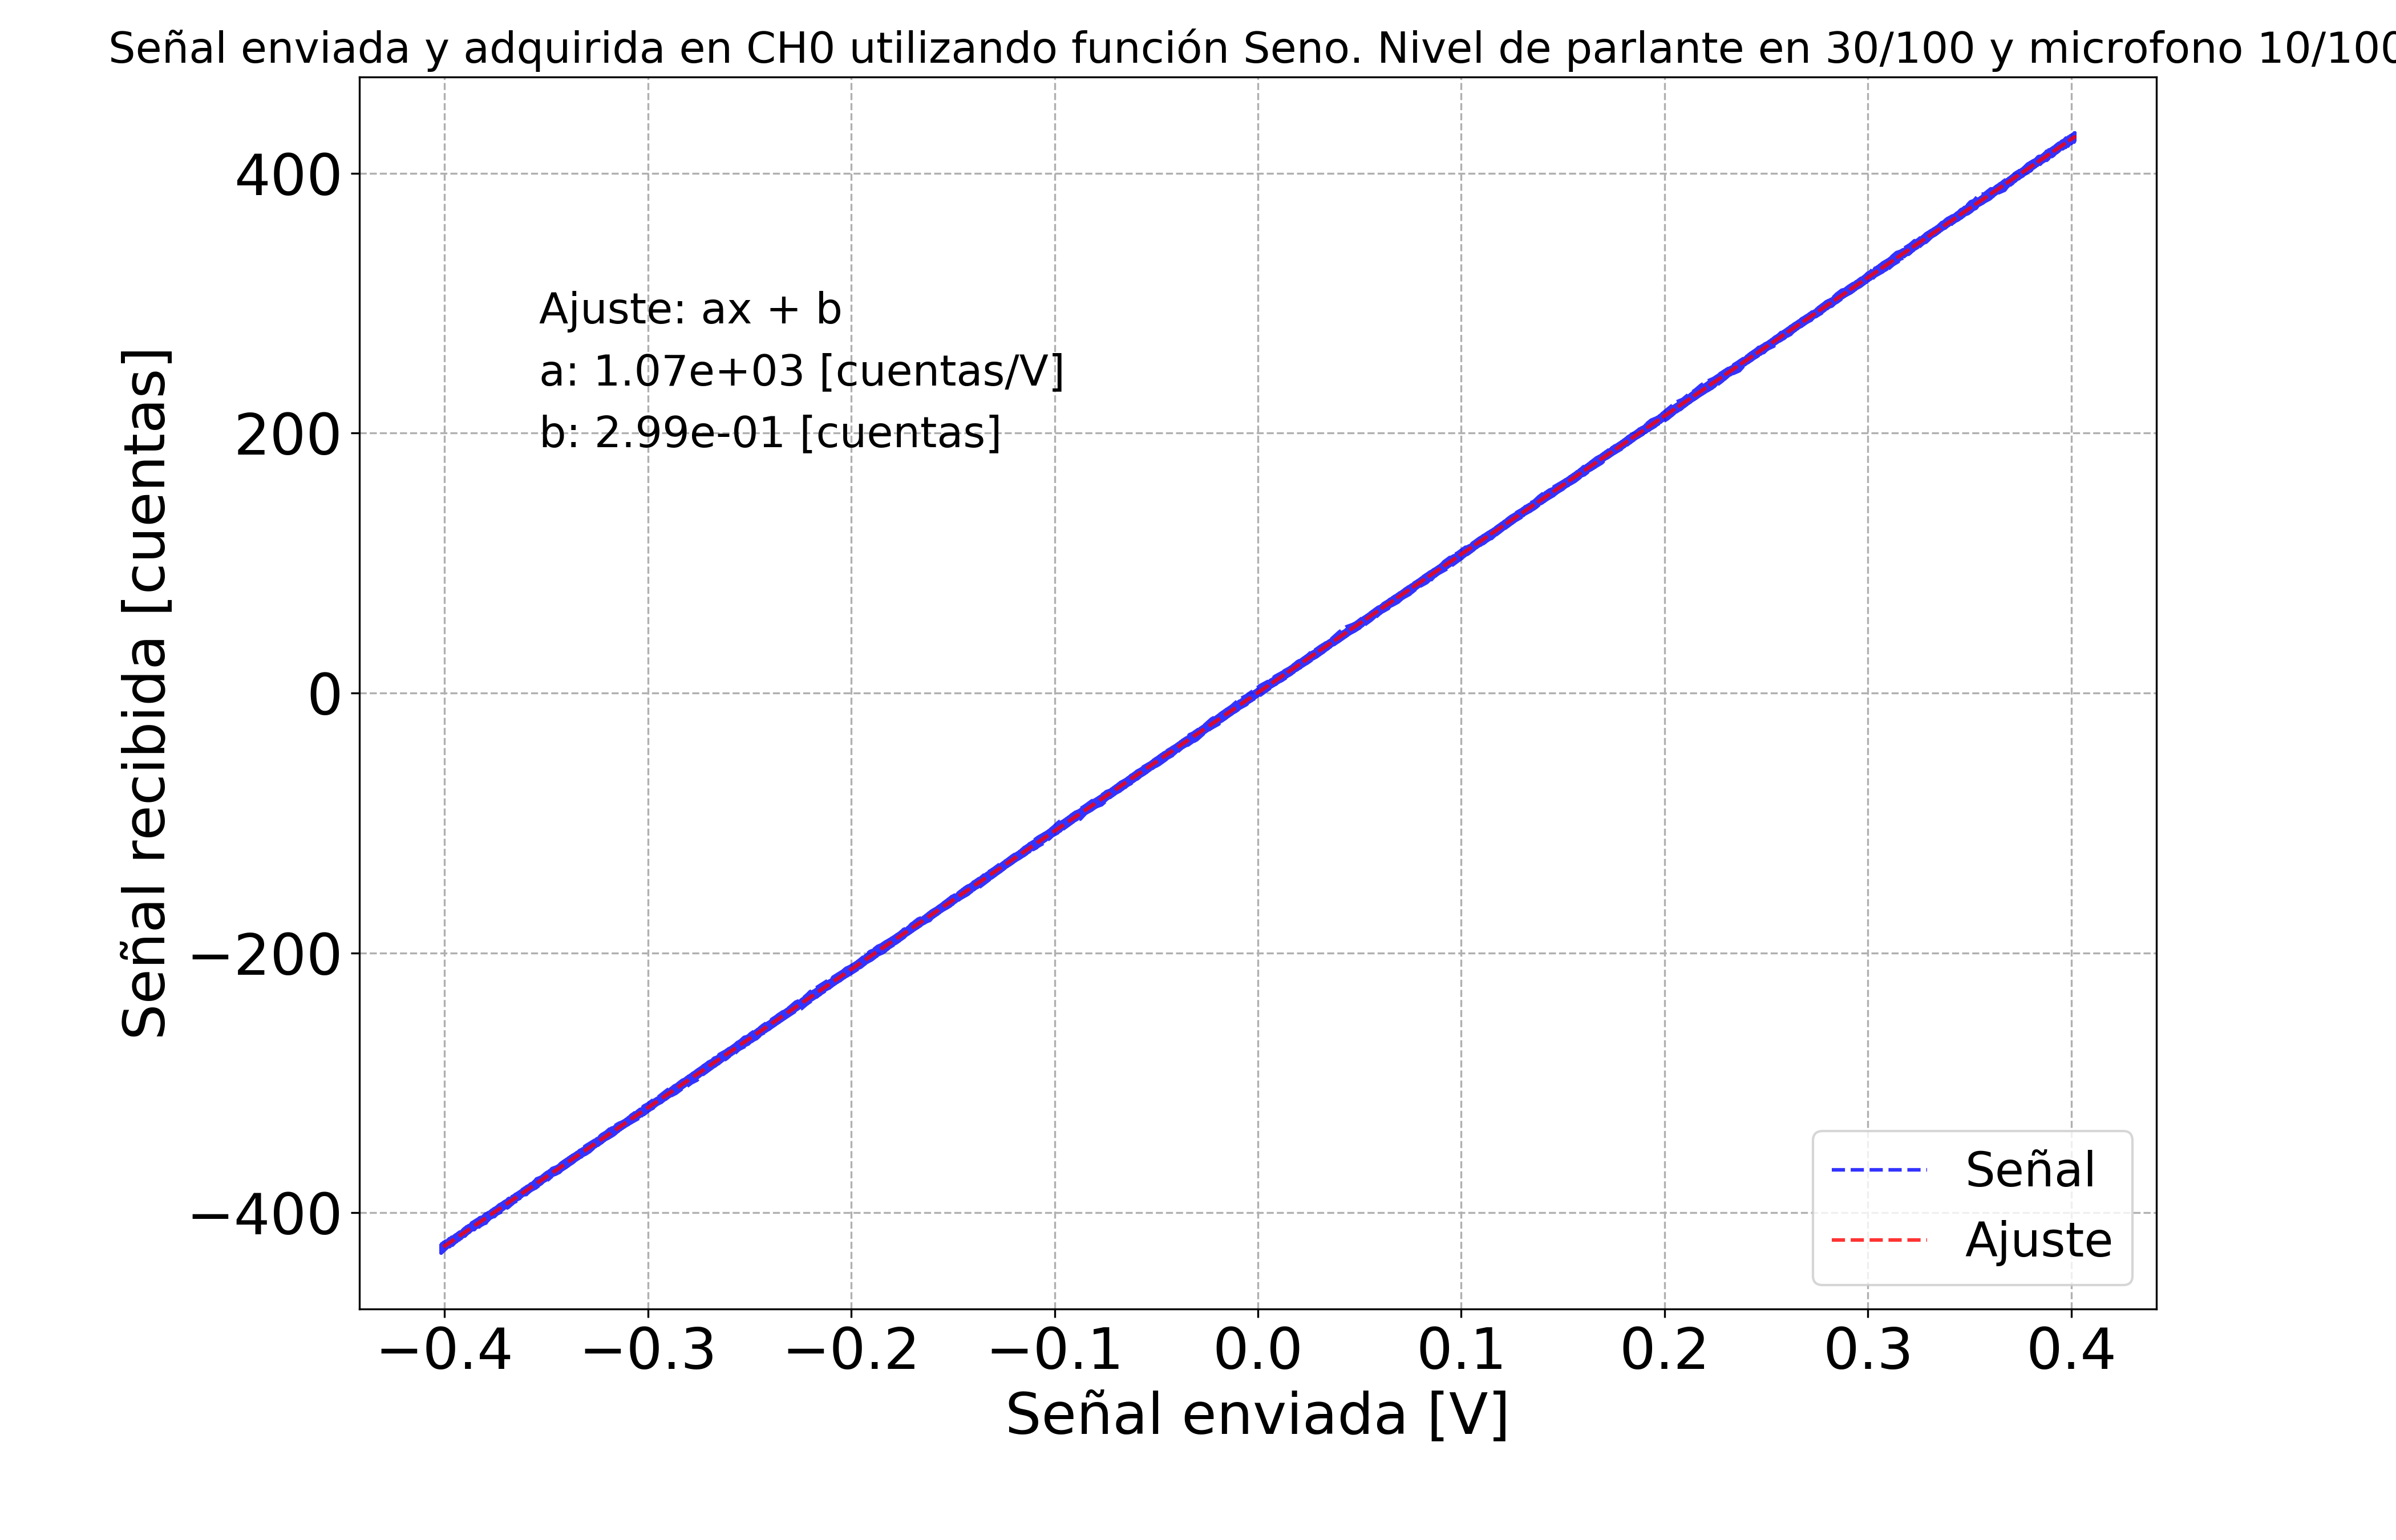 Señal enviada y adquirida en CH0 utilizando función Seno. Nivel de parlante en 30/100 y microfono 10/100
400
200
0
−200
−400
Señal recibida [cuentas]
Ajuste: ax + b
a: 1.07e+03 [cuentas/V]
b: 2.99e-01 [cuentas]
Señal
Ajuste
−0.4 −0.3 −0.2 −0.1 0.0 0.1 0.2 0.3 0.4
Señal enviada [V]